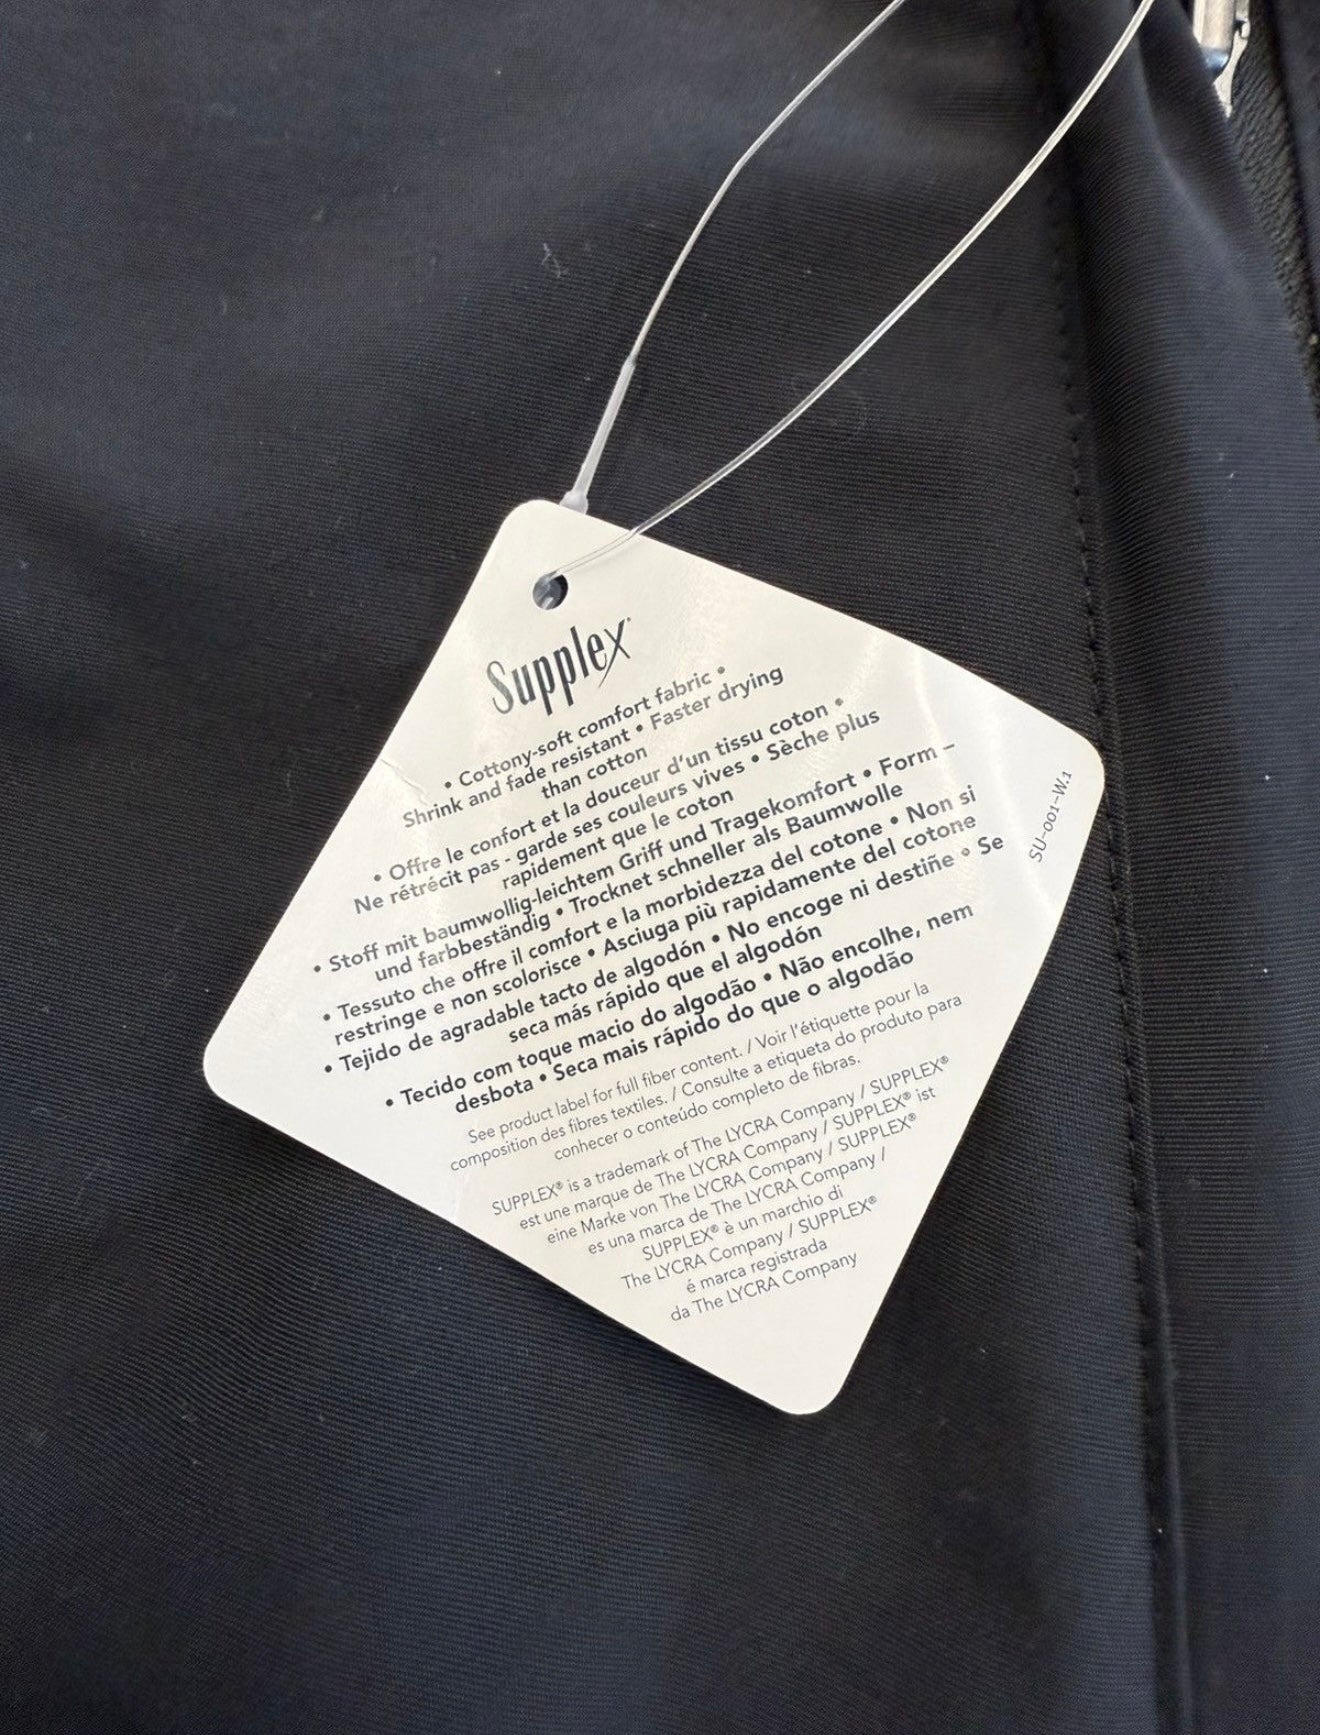 Supplex®
• Cottony-soft comfort fabric •
Shrink and fade resistant • Faster drying
than cotton
• Offre le confort et la douceur d'un tissu coton •
Ne rétrécit pas - garde ses couleurs vives • Sèche plus
rapidement que le coton
• Stoff mit baumwollig-leichtem Griff und Tragekomfort • Form –
und farbbeständig • Trocknet schneller als Baumwolle
• Tessuto che offre il comfort e la morbidezza del cotone • Non si
restringe e non scolorisce • Asciuga più rapidamente del cotone
• Tejido de agradable tacto de algodón • No encoge ni destiñe • Se
seca más rápido que el algodón
• Tecido com toque macio do algodão • Não encolhe, nem
desbota • Seca mais rápido do que o algodão
See product label for full fiber content. / Voir l'étiquette pour la
composition des fibres textiles. / Consulte a etiqueta do produto para
conhecer o conteúdo completo de fibras.
SUPPLEX® is a trademark of The LYCRA Company / SUPPLEX®
est une marque de The LYCRA Company / SUPPLEX® ist
eine Marke von The LYCRA Company / SUPPLEX®
es una marca de The LYCRA Company /
SUPPLEX® è un marchio di
The LYCRA Company / SUPPLEX®
é marca registrada
da The LYCRA Company
SU-001-W.1